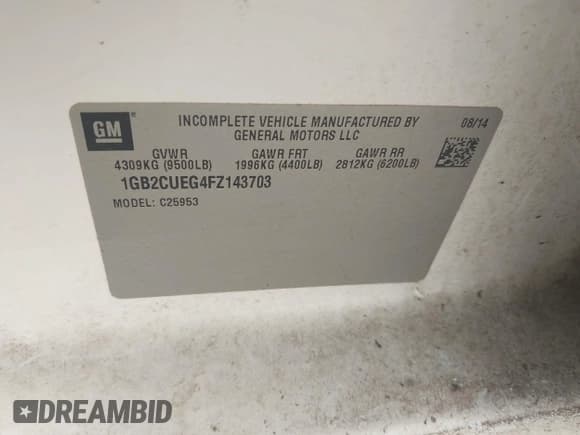 GM
INCOMPLETE VEHICLE MANUFACTURED BY
GENERAL MOTORS LLC
08/14
GVWR GAWR FRT GAWR RR
4309KG (9500LB) 1996KG (4400LB) 2812KG (6200LB)
1GB2CUEG4FZ143703
MODEL: C25953
DREAMBID